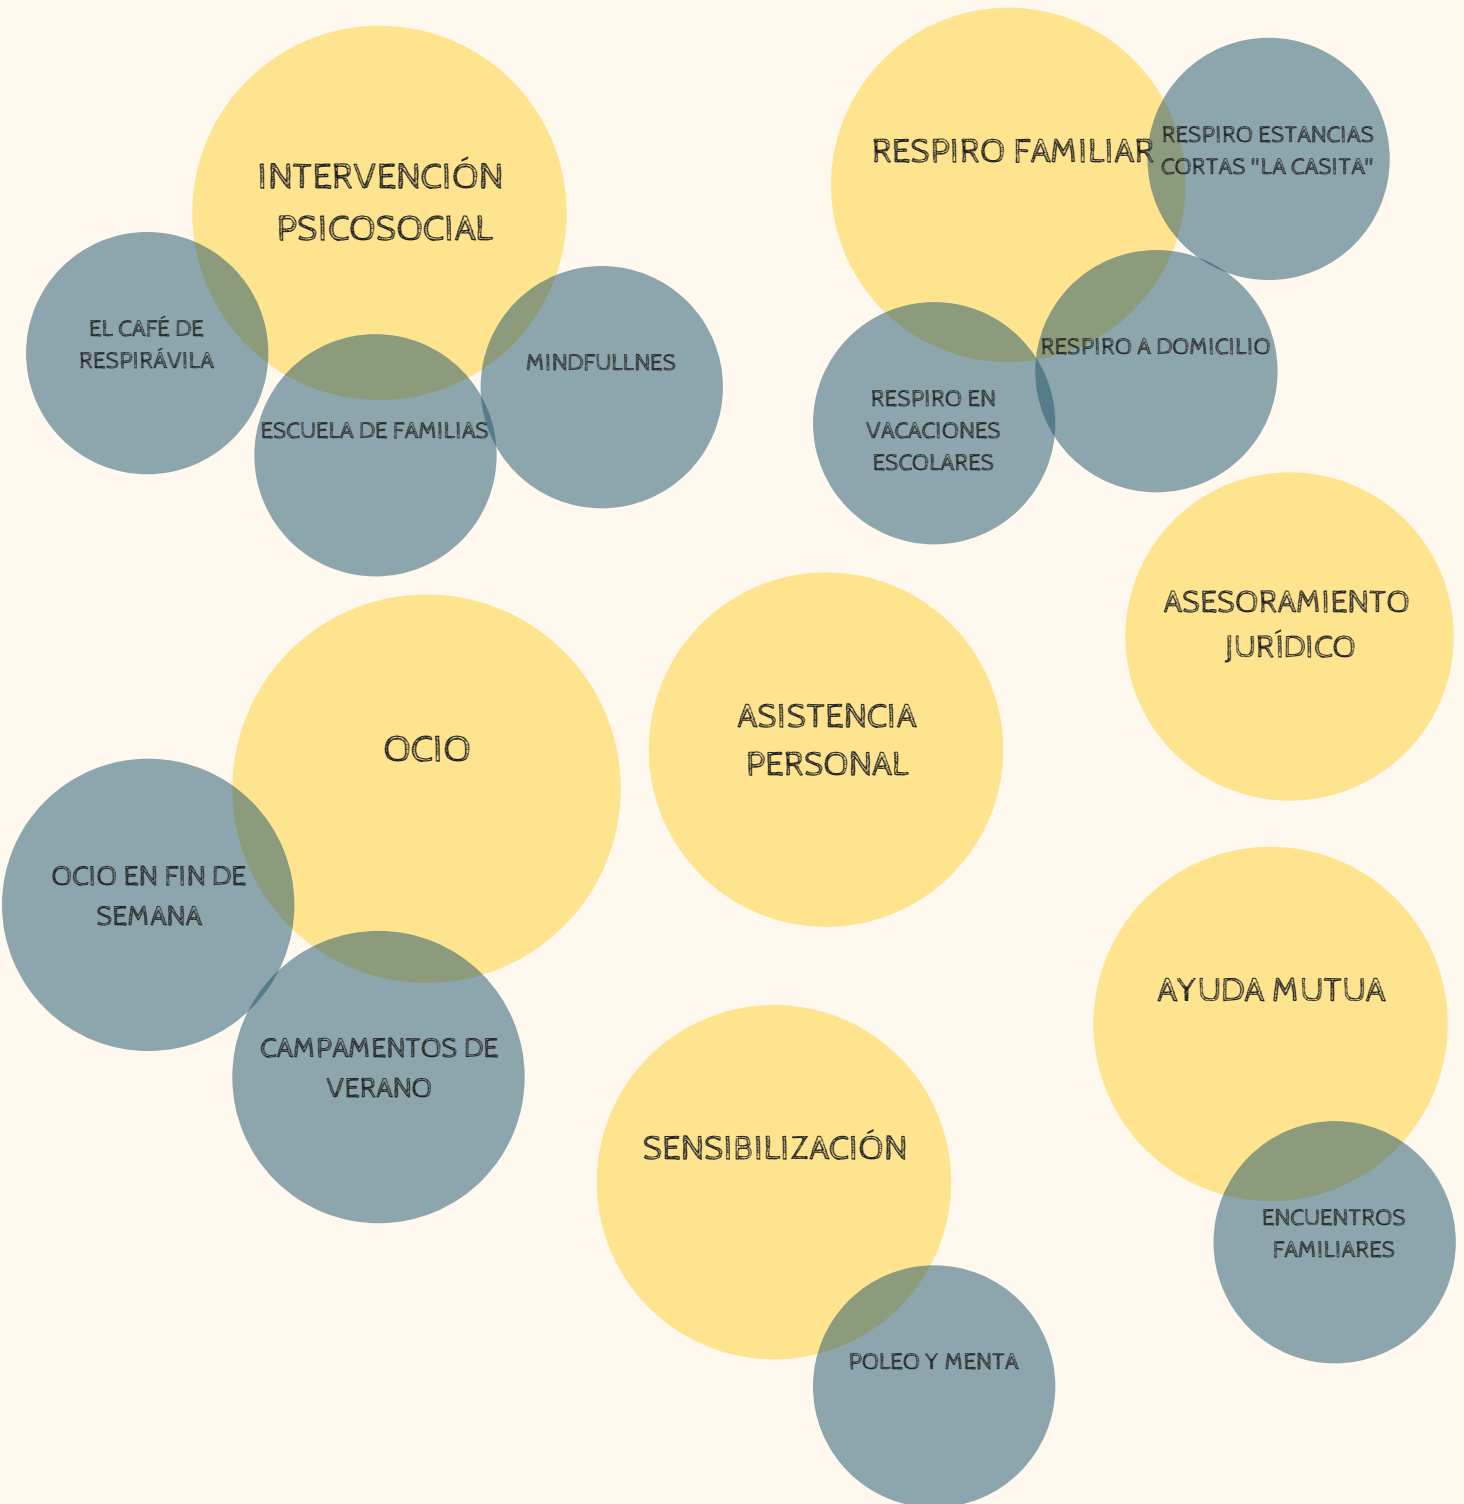 INTERVENCIÓN
PSICOSOCIAL
EL CAFÉ DE
RESPIRÁVILA
ESCUELA DE FAMILIAS
MINDFULLNES
RESPIRO FAMILIAR
RESPIRO ESTANCIAS
CORTAS "LA CASITA"
RESPIRO A DOMICILIO
RESPIRO EN
VACACIONES
ESCOLARES
ASESORAMIENTO
JURÍDICO
OCIO
ASISTENCIA
PERSONAL
OCIO EN FIN DE
SEMANA
CAMPAMENTOS DE
VERANO
AYUDA MUTUA
SENSIBILIZACIÓN
ENCUENTROS
FAMILIARES
POLEO Y MENTA